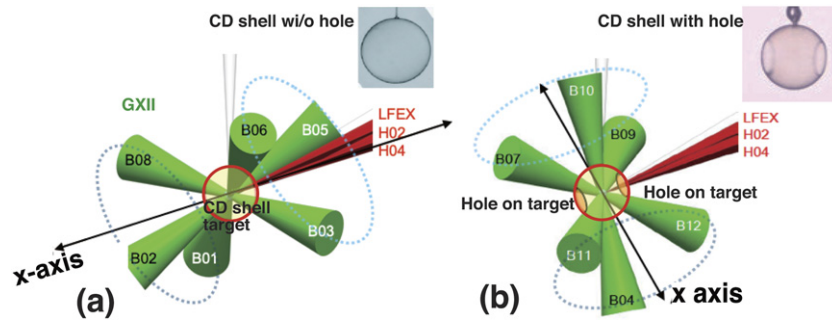 CD shell wi/o hole
GXII
B06
B05
LFEX
H02
H04
B08
CD shell
target
B03
x-axis
B02
B01
(a)
CD shell with hole
B10
LFEX
H02
H04
B09
B07
Hole on target
Hole on target
B12
B11
B04
x axis
(b)